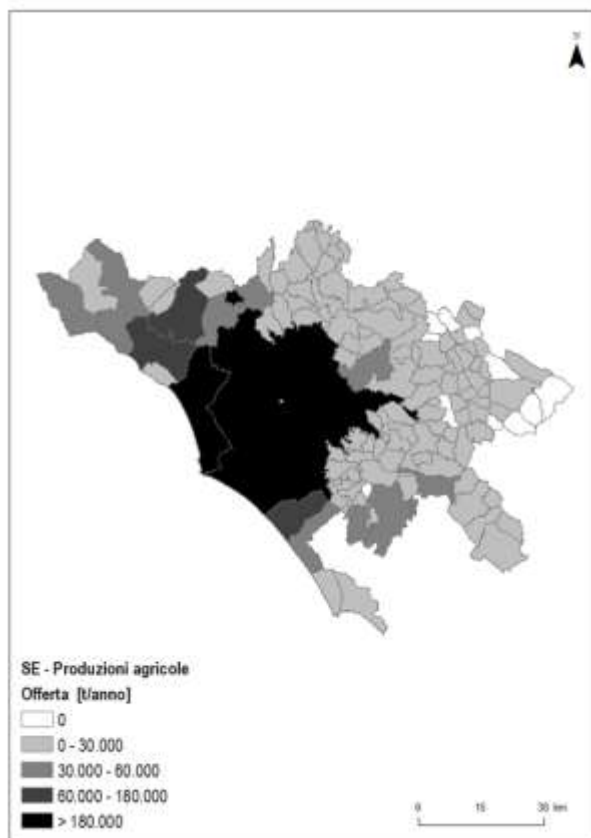 N
SE - Produzioni agricole
Offerta [t/anno]
0
0 - 30.000
30.000 - 60.000
60.000 - 180.000
> 180.000
0 15 30 km